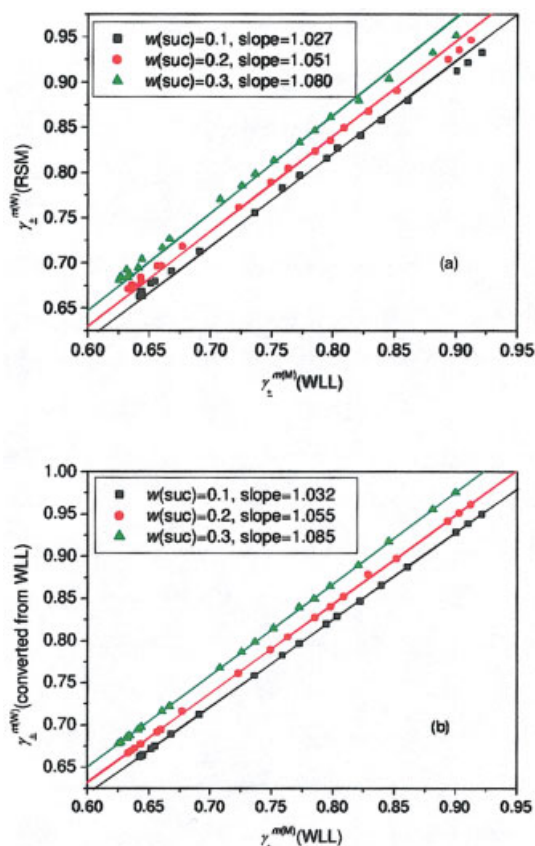 0.95
0.90
0.85
0.80
0.75
0.70
0.65
γ±^m(W)(RSM)
w(suc)=0.1, slope=1.027
w(suc)=0.2, slope=1.051
w(suc)=0.3, slope=1.080
(a)
0.60 0.65 0.70 0.75 0.80 0.85 0.90 0.95
γ±^m(M)(WLL)
1.00
0.95
0.90
0.85
0.80
0.75
0.70
0.65
γ±^m(W)(converted from WLL)
w(suc)=0.1, slope=1.032
w(suc)=0.2, slope=1.055
w(suc)=0.3, slope=1.085
(b)
0.60 0.65 0.70 0.75 0.80 0.85 0.90 0.95
γ±^m(M)(WLL)